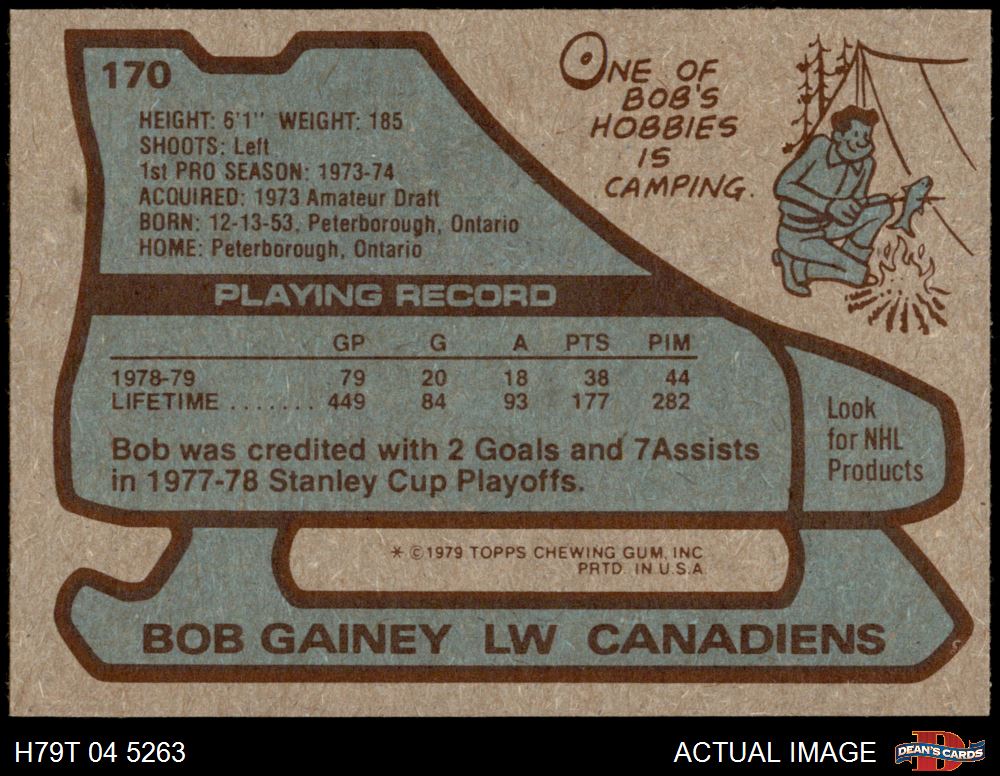 170
HEIGHT: 6'1" WEIGHT: 185
SHOOTS: Left
1st PRO SEASON: 1973-74
ACQUIRED: 1973 Amateur Draft
BORN: 12-13-53, Peterborough, Ontario
HOME: Peterborough, Ontario
ONE OF
BOB'S
HOBBIES
IS
CAMPING.
PLAYING RECORD
GP G A PTS PIM
1978-79 79 20 18 38 44
LIFETIME ....... 449 84 93 177 282
Bob was credited with 2 Goals and 7Assists
in 1977-78 Stanley Cup Playoffs.
Look
for NHL
Products
* ©1979 TOPPS CHEWING GUM, INC
PRTD. IN U.S.A.
BOB GAINEY LW CANADIENS
H79T 04 5263
ACTUAL IMAGE
DEAN'S CARDS